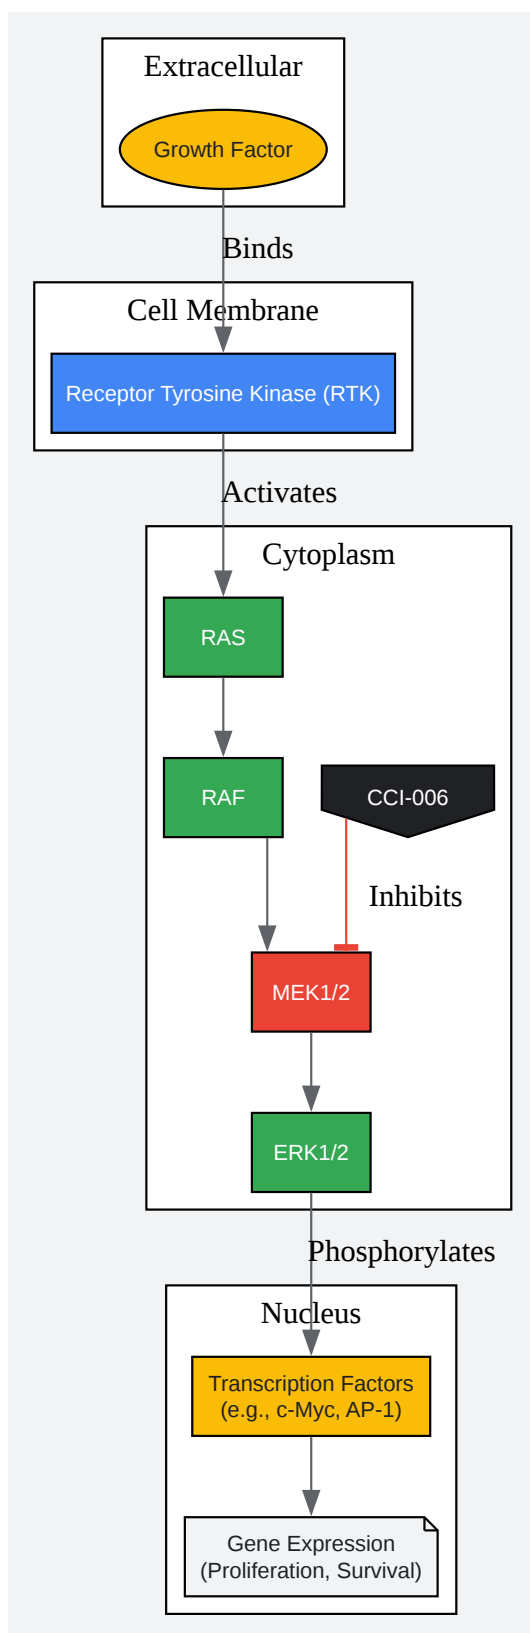 Extracellular
Growth Factor
Binds
Cell Membrane
Receptor Tyrosine Kinase (RTK)
Activates
Cytoplasm
RAS
RAF
CCI-006
Inhibits
MEK1/2
ERK1/2
Phosphorylates
Nucleus
Transcription Factors
(e.g., c-Myc, AP-1)
Gene Expression
(Proliferation, Survival)